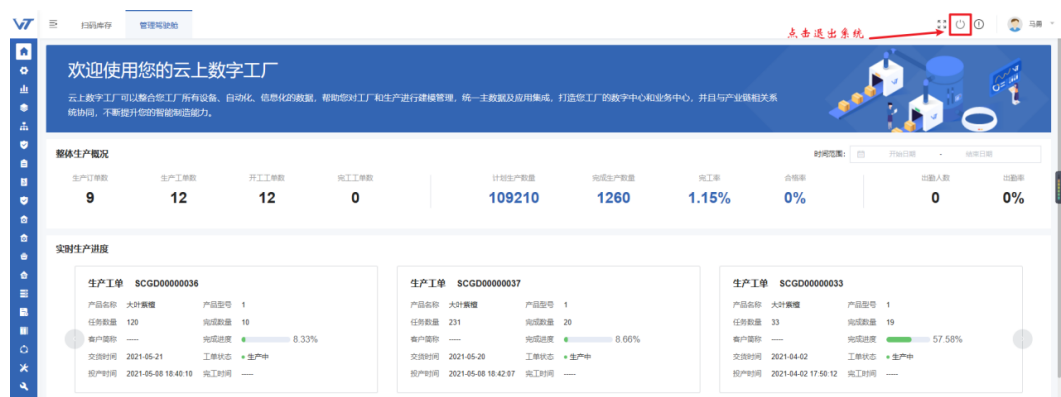 扫码库存 管理驾驶舱
点击退出系统
马晨
欢迎使用您的云上数字工厂
云上数字工厂可以整合您工厂所有设备、自动化、信息化的数据,帮助您对工厂和生产进行建模管理,统一主数据及应用集成,打造您工厂的数字中心和业务中心,并且与产业链相关系
统协同,不断提升您的智能制造能力。
整体生产概况 时间范围: 开始日期 - 结束日期
生产订单数 生产工单数 开工工单数 完工工单数 计划生产数量 完成生产数量 完工率 合格率 出勤人数 出勤率
9 12 12 0 109210 1260 1.15% 0% 0 0%
实时生产进度
生产工单 SCGD00000036
产品名称 大叶紫檀 产品型号 1
任务数量 120 完成数量 10
客户简称 ----- 完成进度 8.33%
交货时间 2021-05-21 工单状态 生产中
投产时间 2021-05-08 18:40:10 完工时间 -----
生产工单 SCGD00000037
产品名称 大叶紫檀 产品型号 1
任务数量 231 完成数量 20
客户简称 ----- 完成进度 8.66%
交货时间 2021-05-20 工单状态 生产中
投产时间 2021-05-08 18:42:07 完工时间 -----
生产工单 SCGD00000033
产品名称 大叶紫檀 产品型号 1
任务数量 33 完成数量 19
客户简称 ----- 完成进度 57.58%
交货时间 2021-04-02 工单状态 生产中
投产时间 2021-04-02 17:50:12 完工时间 -----